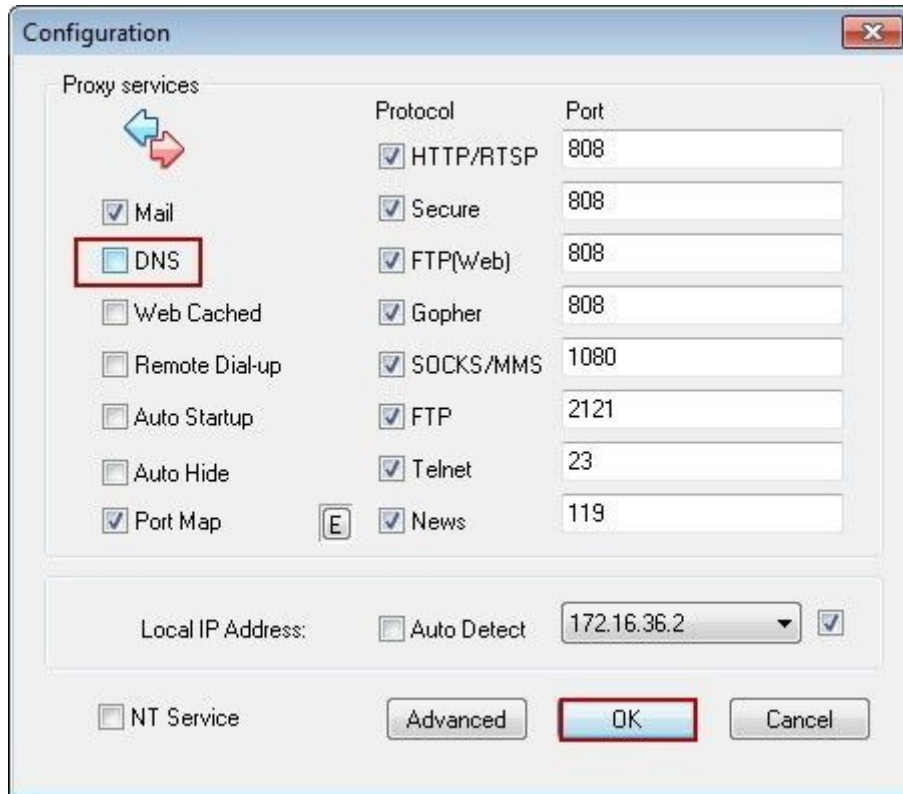 Configuration
Proxy services
Protocol Port
HTTP/RTSP 808
Mail Secure 808
DNS FTP(Web) 808
Web Cached Gopher 808
Remote Dial-up SOCKS/MMS 1080
Auto Startup FTP 2121
Auto Hide Telnet 23
Port Map E News 119
Local IP Address: Auto Detect 172.16.36.2
NT Service Advanced OK Cancel